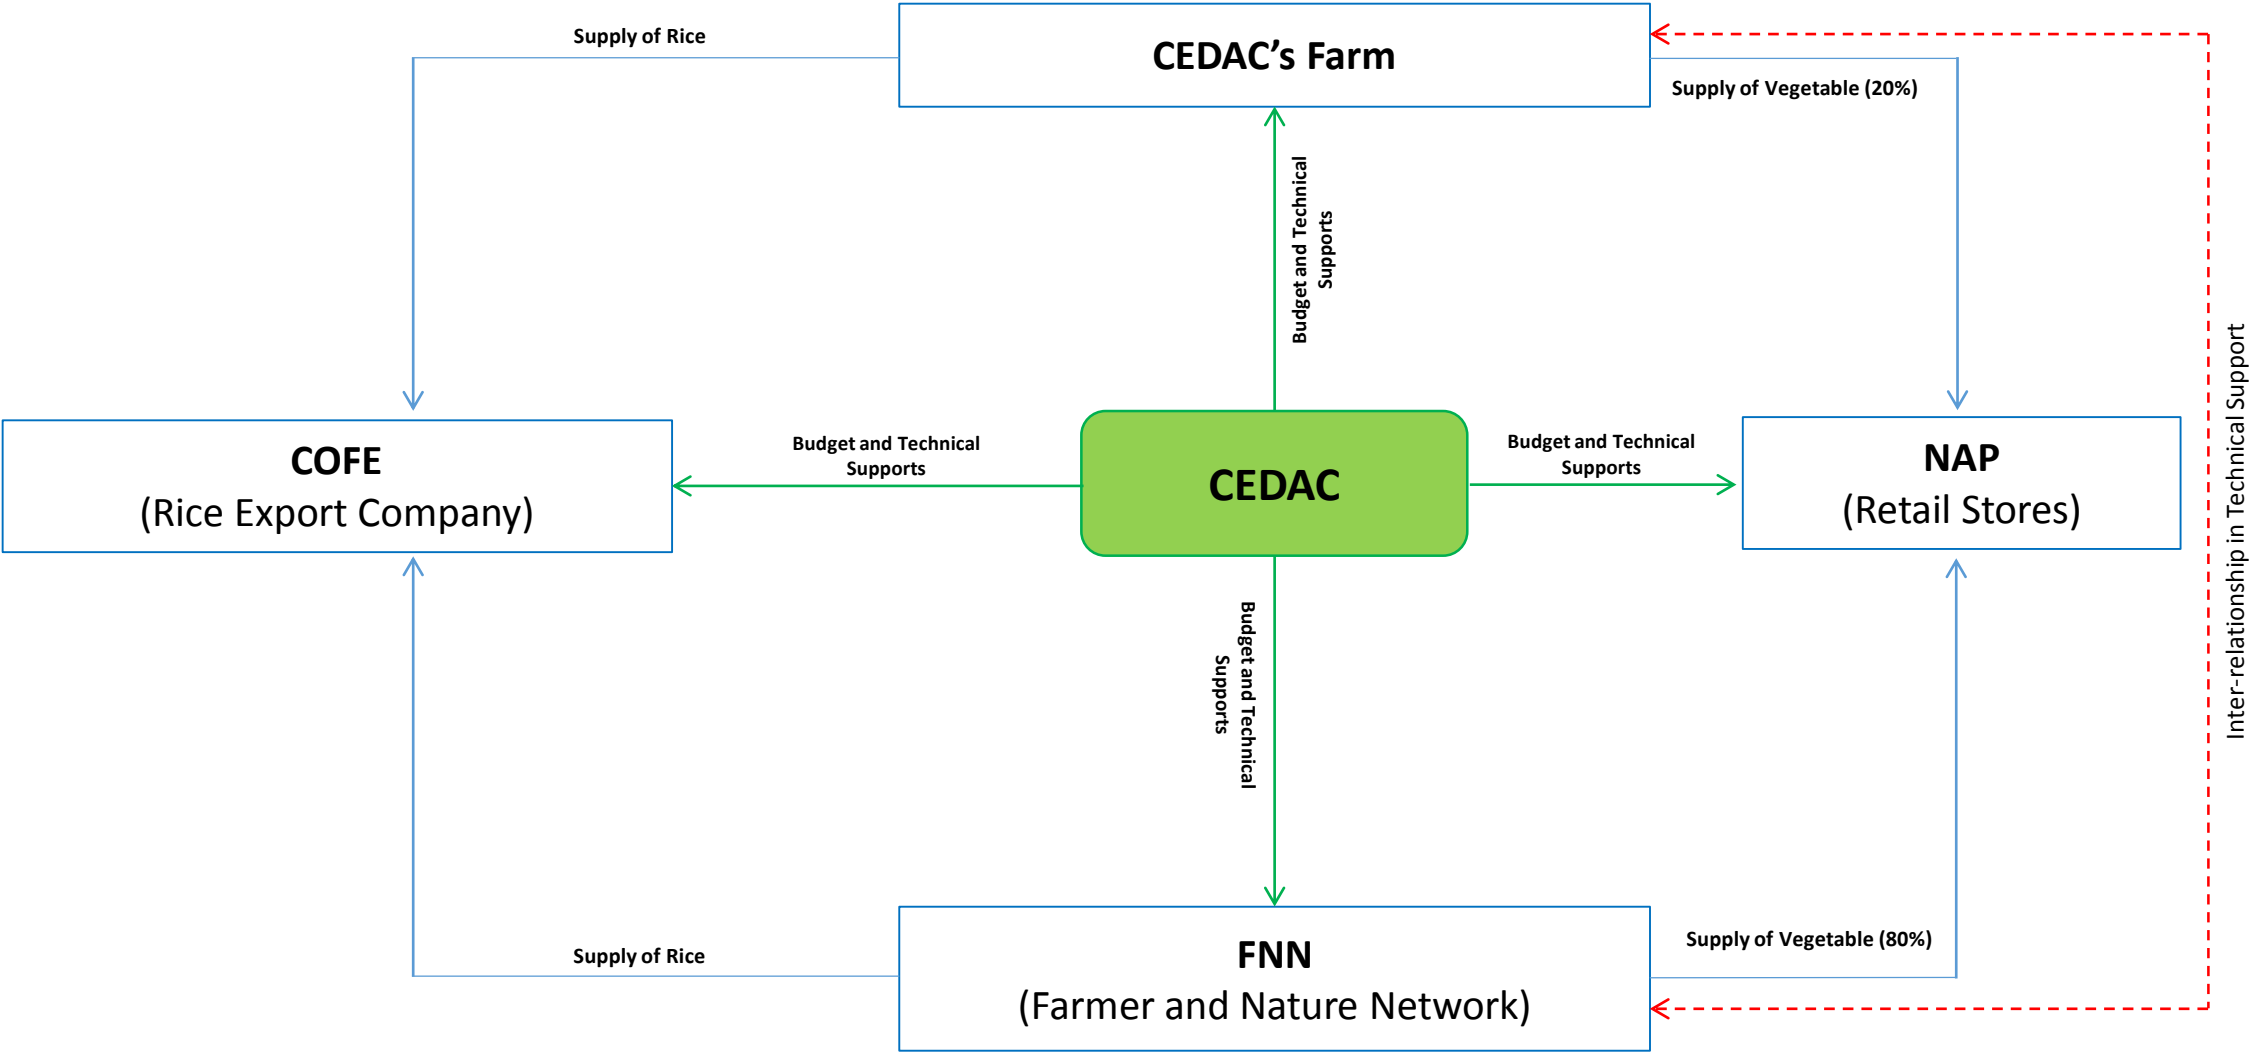 Supply of Rice
CEDAC’s Farm
Supply of Vegetable (20%)
Budget and Technical
Supports
COFE
(Rice Export Company)
Budget and Technical
Supports
CEDAC
Budget and Technical
Supports
NAP
(Retail Stores)
Inter-relationship in Technical Support
Budget and Technical
Supports
Supply of Rice
FNN
(Farmer and Nature Network)
Supply of Vegetable (80%)